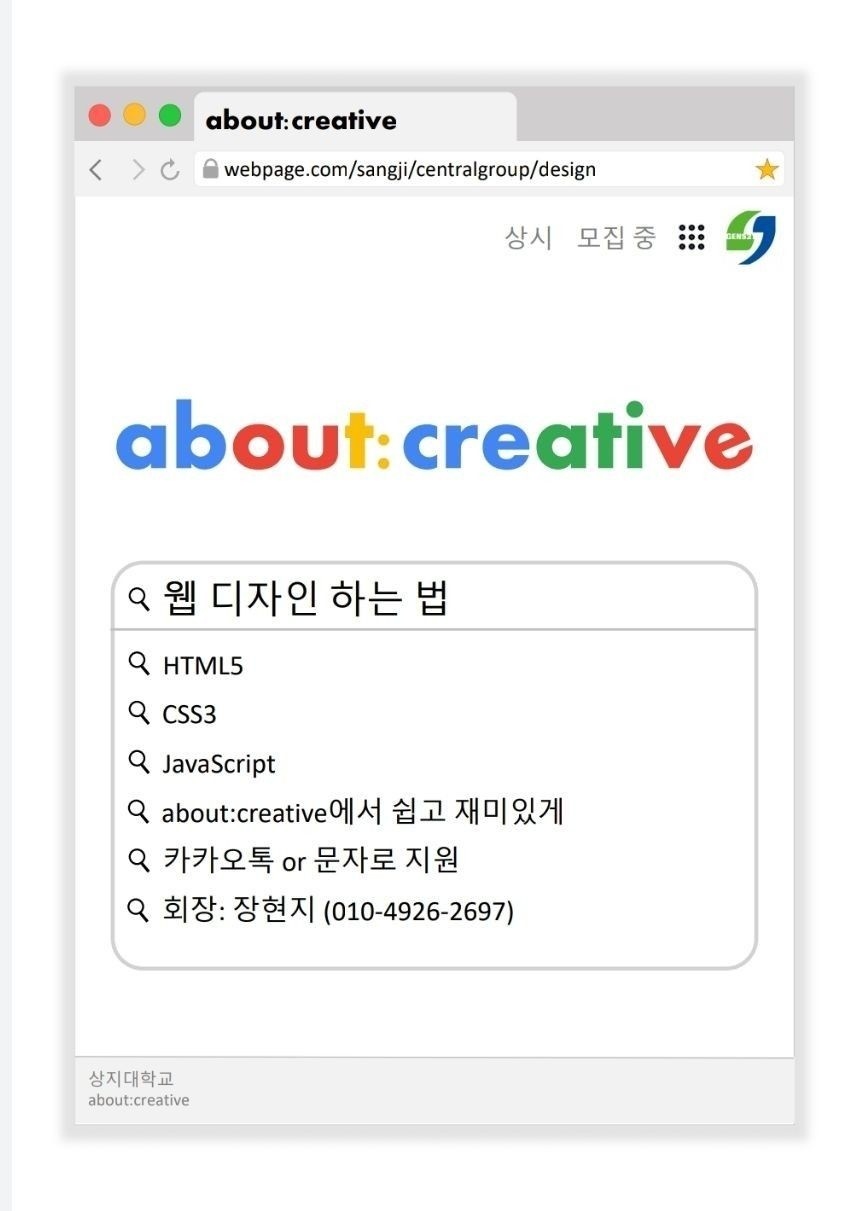 about:creative
webpage.com/sangji/centralgroup/design
상시 모집 중
GENS21
about:creative
웹 디자인 하는 법
HTML5
CSS3
JavaScript
about:creative에서 쉽고 재미있게
카카오톡 or 문자로 지원
회장: 장현지 (010-4926-2697)
상지대학교
about:creative